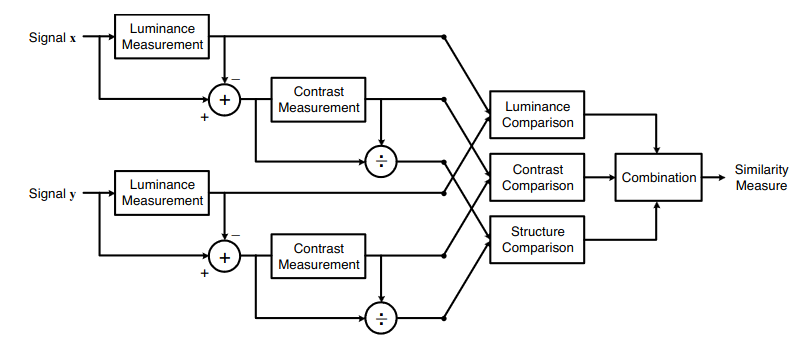 Signal x
Luminance
Measurement
−
+
+
Contrast
Measurement
÷
Signal y
Luminance
Measurement
−
+
+
Contrast
Measurement
÷
Luminance
Comparison
Contrast
Comparison
Structure
Comparison
Combination
Similarity
Measure